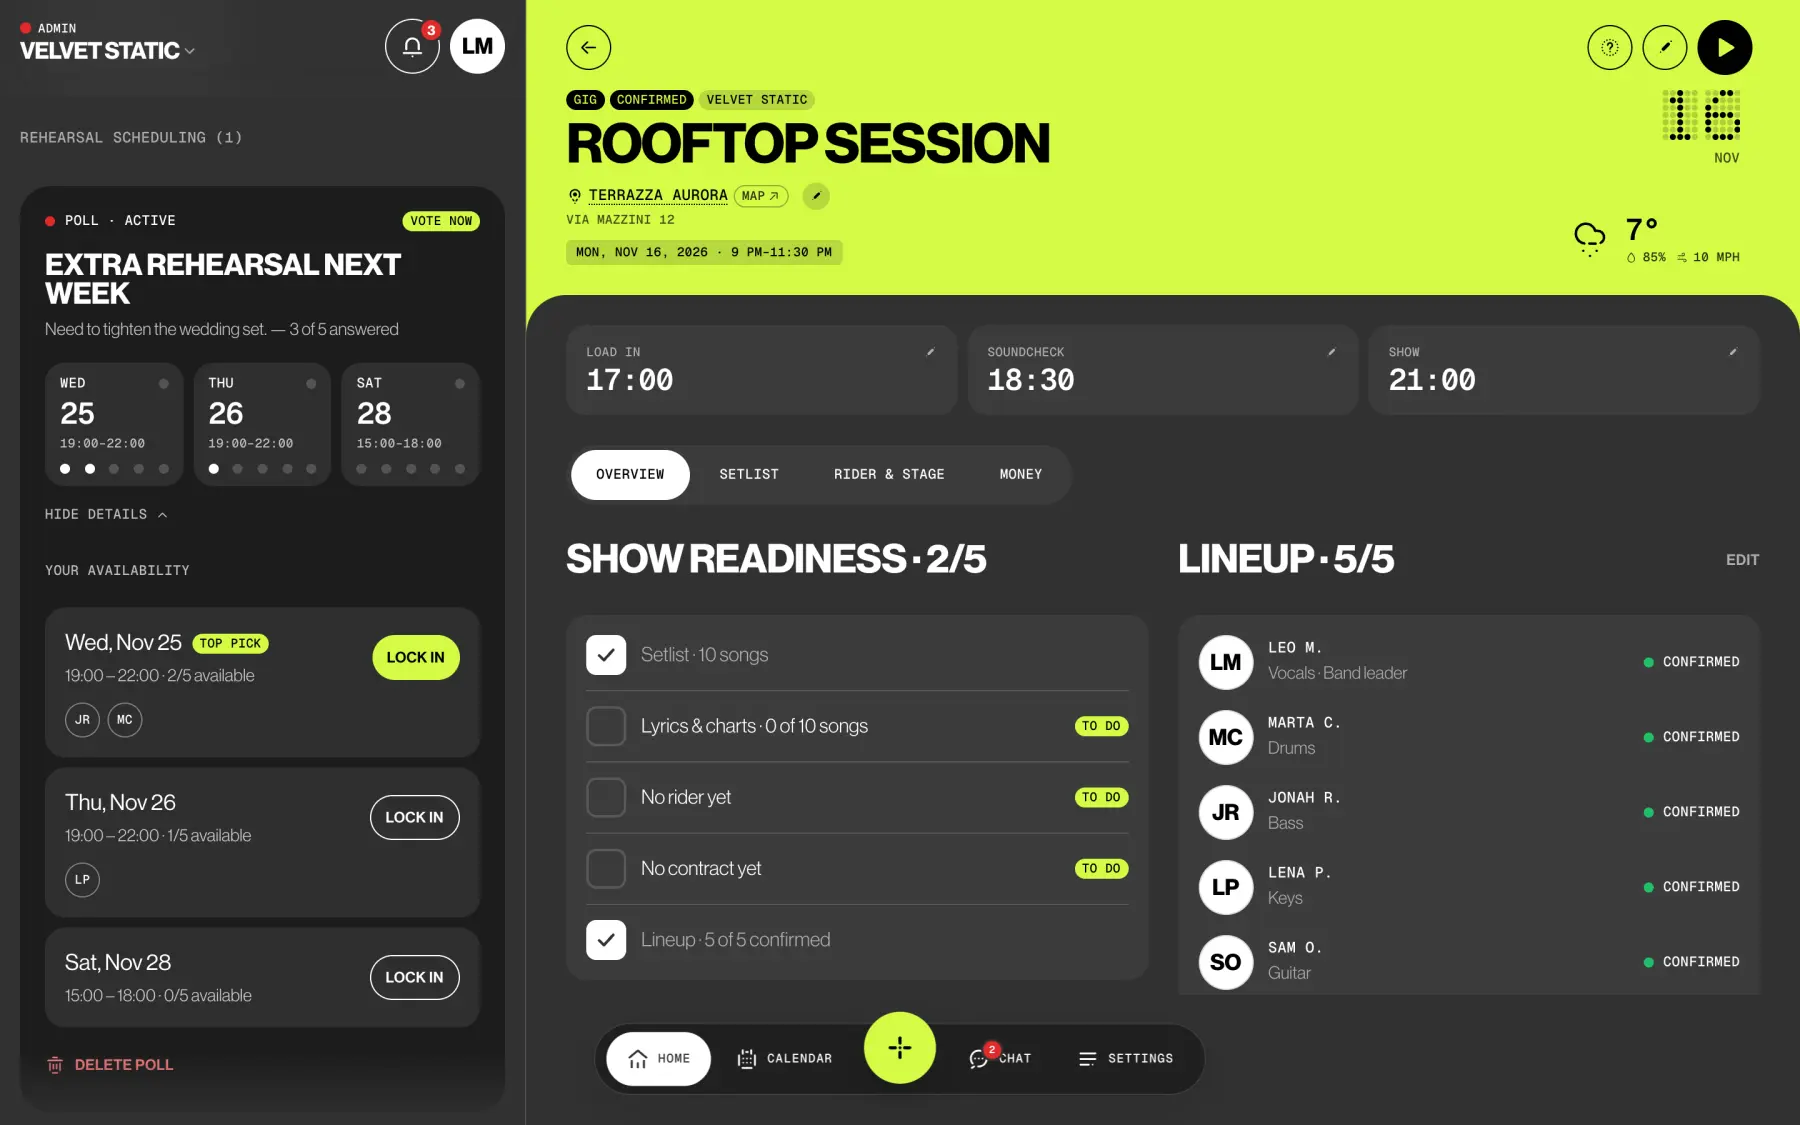 ADMIN
VELVET STATIC
3
LM
REHEARSAL SCHEDULING (1)
POLL · ACTIVE
VOTE NOW
EXTRA REHEARSAL NEXT
WEEK
Need to tighten the wedding set. — 3 of 5 answered
WED
25
19:00–22:00
THU
26
19:00–22:00
SAT
28
15:00–18:00
HIDE DETAILS
YOUR AVAILABILITY
Wed, Nov 25 TOP PICK
19:00 – 22:00 · 2/5 available
JR MC
LOCK IN
Thu, Nov 26
19:00 – 22:00 · 1/5 available
LP
LOCK IN
Sat, Nov 28
15:00 – 18:00 · 0/5 available
LOCK IN
DELETE POLL
GIG CONFIRMED VELVET STATIC
ROOFTOP SESSION
TERRAZZA AURORA MAP
VIA MAZZINI 12
MON, NOV 16, 2026 · 9 PM–11:30 PM
?
16
NOV
7°
85% 10 MPH
LOAD IN
17:00
SOUNDCHECK
18:30
SHOW
21:00
OVERVIEW SETLIST RIDER & STAGE MONEY
SHOW READINESS · 2/5
Setlist · 10 songs
Lyrics & charts · 0 of 10 songs TO DO
No rider yet TO DO
No contract yet TO DO
Lineup · 5 of 5 confirmed
LINEUP · 5/5
EDIT
LM
LEO M.
Vocals · Band leader
CONFIRMED
MC
MARTA C.
Drums
CONFIRMED
JR
JONAH R.
Bass
CONFIRMED
LP
LENA P.
Keys
CONFIRMED
SO
SAM O.
Guitar
CONFIRMED
HOME CALENDAR 2 CHAT SETTINGS